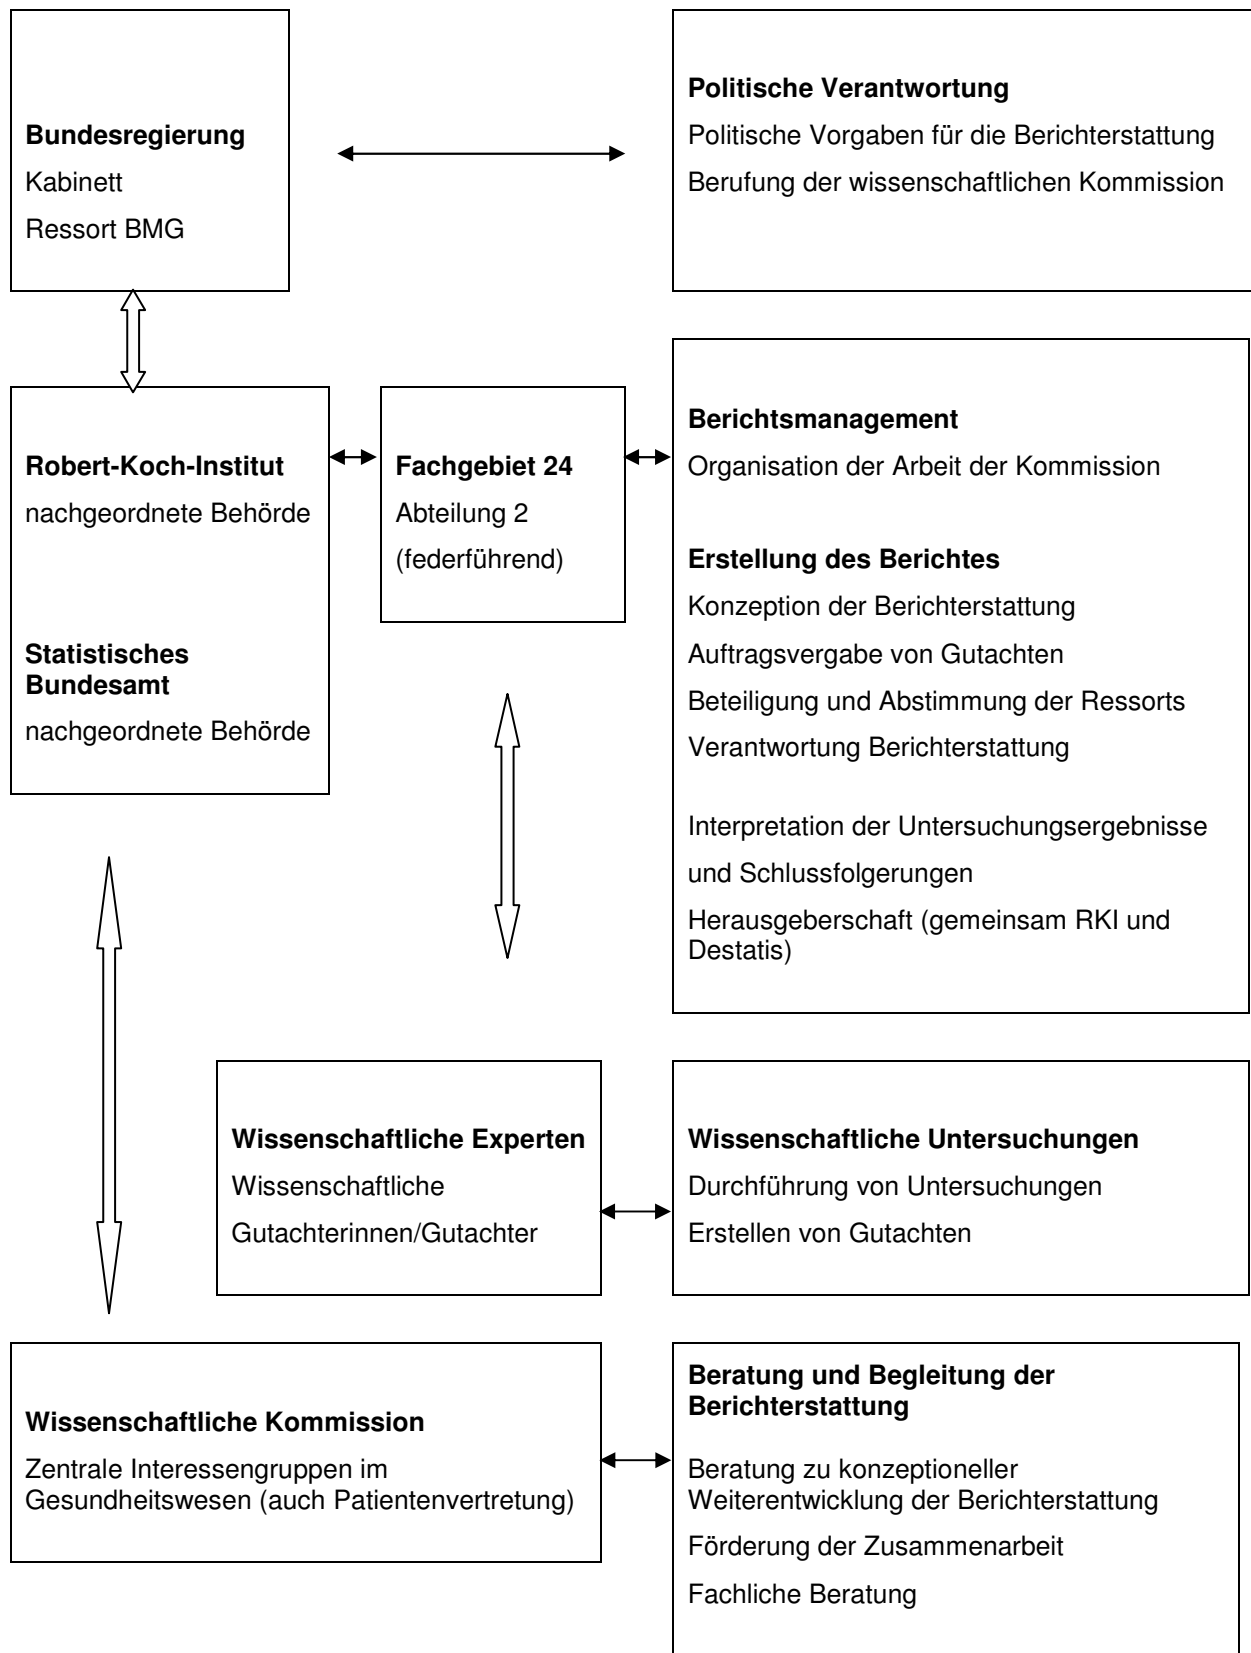 Bundesregierung
Kabinett
Ressort BMG
Politische Verantwortung
Politische Vorgaben für die Berichterstattung
Berufung der wissenschaftlichen Kommission
Robert-Koch-Institut
nachgeordnete Behörde
Statistisches
Bundesamt
nachgeordnete Behörde
Fachgebiet 24
Abteilung 2
(federführend)
Berichtsmanagement
Organisation der Arbeit der Kommission
Erstellung des Berichtes
Konzeption der Berichterstattung
Auftragsvergabe von Gutachten
Beteiligung und Abstimmung der Ressorts
Verantwortung Berichterstattung
Interpretation der Untersuchungsergebnisse
und Schlussfolgerungen
Herausgeberschaft (gemeinsam RKI und
Destatis)
Wissenschaftliche Experten
Wissenschaftliche
Gutachterinnen/Gutachter
Wissenschaftliche Untersuchungen
Durchführung von Untersuchungen
Erstellen von Gutachten
Wissenschaftliche Kommission
Zentrale Interessengruppen im
Gesundheitswesen (auch Patientenvertretung)
Beratung und Begleitung der
Berichterstattung
Beratung zu konzeptioneller
Weiterentwicklung der Berichterstattung
Förderung der Zusammenarbeit
Fachliche Beratung